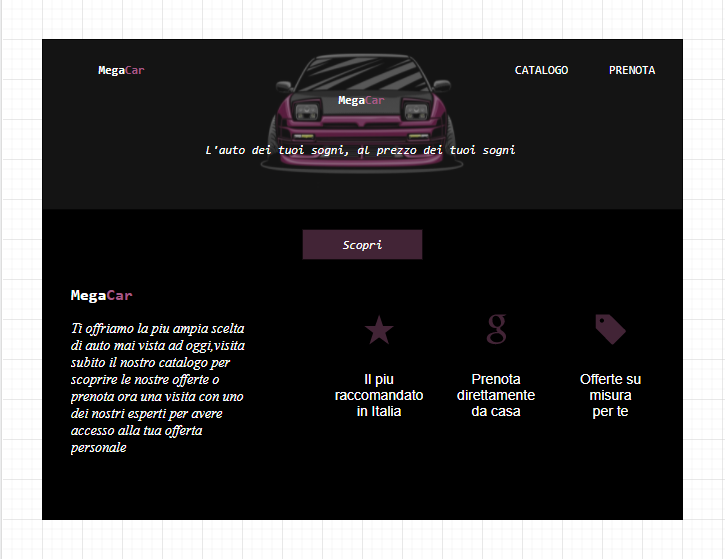 MegaCar
CATALOGO
PRENOTA
MegaCar
L'auto dei tuoi sogni, al prezzo dei tuoi sogni
Scopri
MegaCar
Ti offriamo la piu ampia scelta
di auto mai vista ad oggi,visita
subito il nostro catalogo per
scoprire le nostre offerte o
prenota ora una visita con uno
dei nostri esperti per avere
accesso alla tua offerta
personale
Il piu
raccomandato
in Italia
g
Prenota
direttamente
da casa
Offerte su
misura
per te